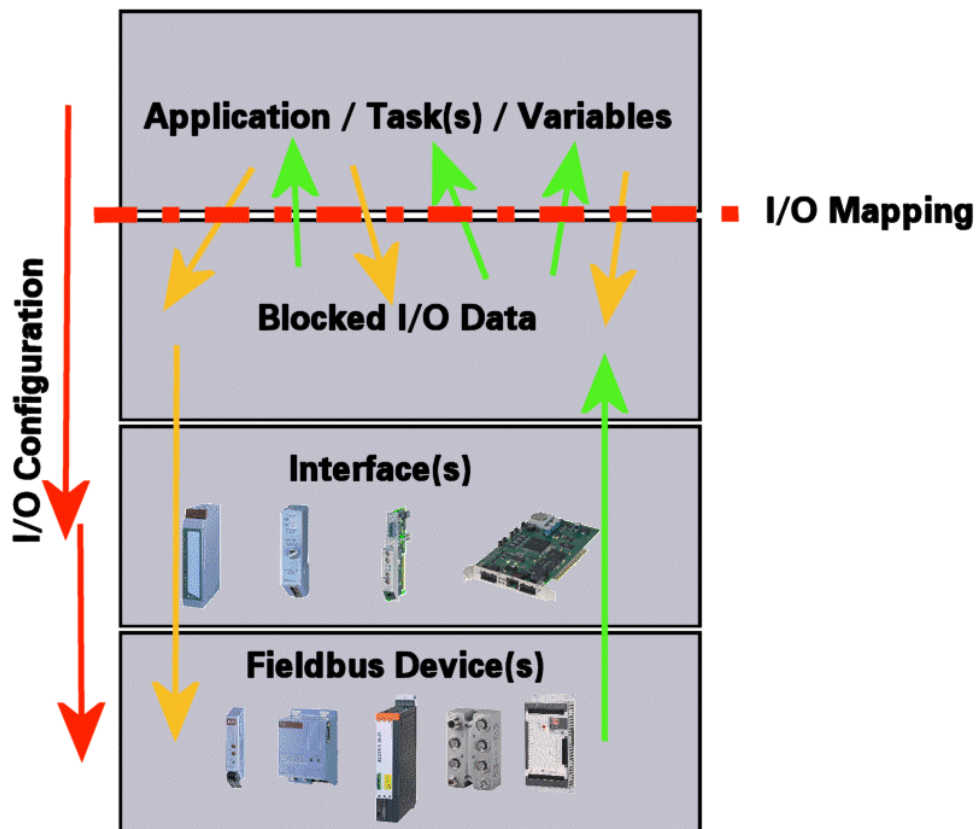 Application / Task(s) / Variables
I/O Mapping
I/O Configuration
Blocked I/O Data
Interface(s)
Fieldbus Device(s)